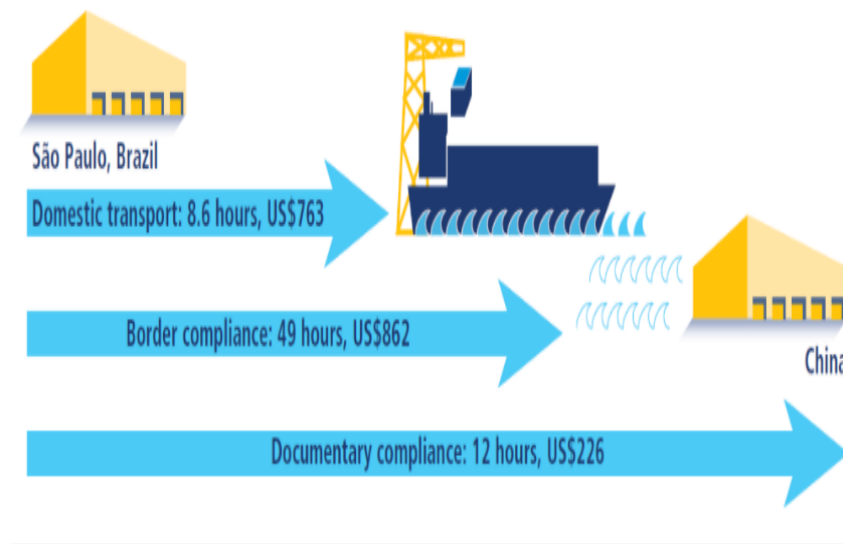 São Paulo, Brazil
Domestic transport: 8.6 hours, US$763
Border compliance: 49 hours, US$862
China
Documentary compliance: 12 hours, US$226